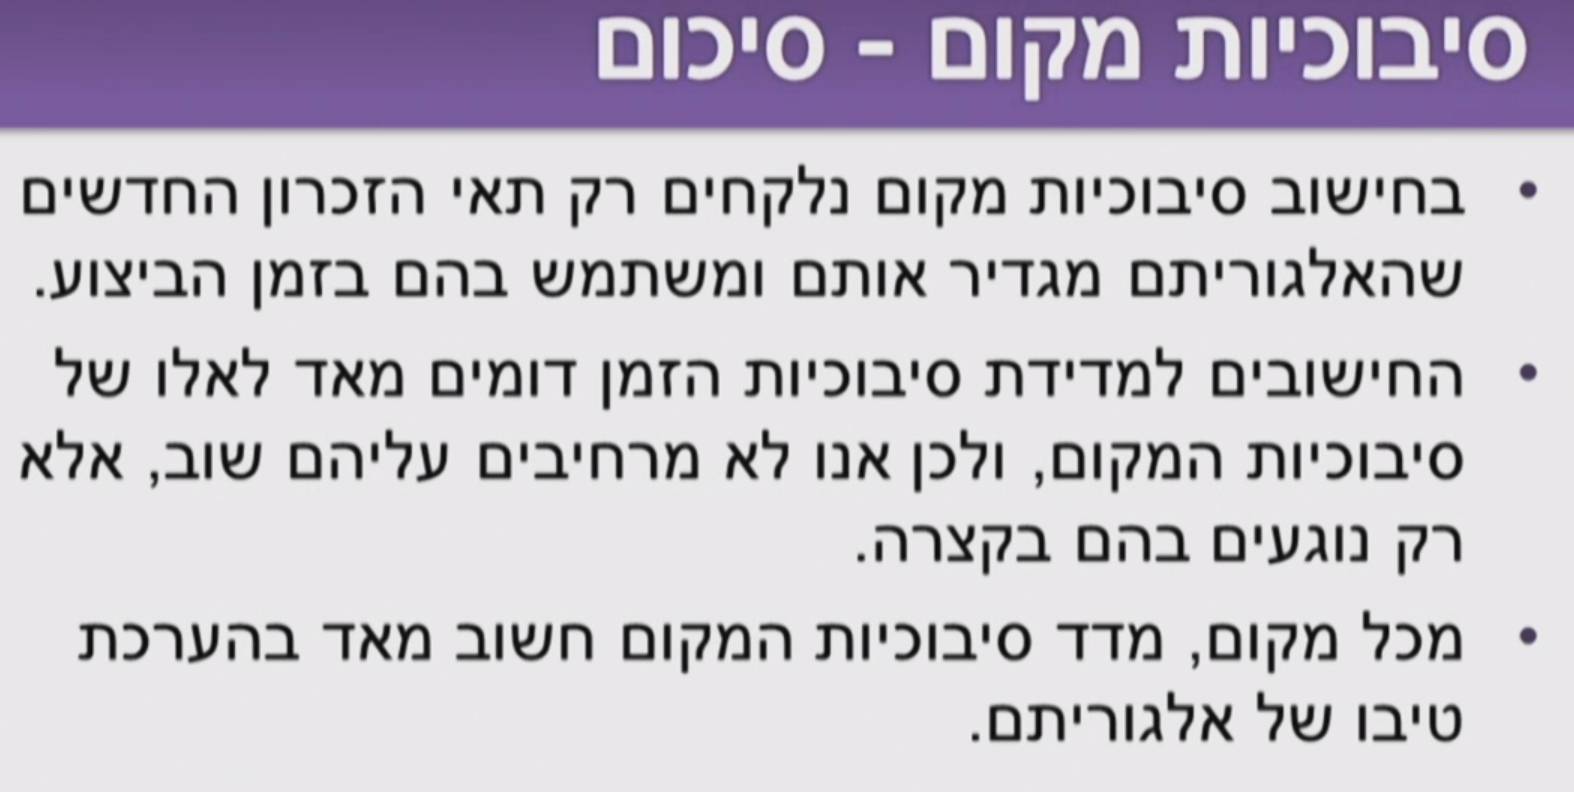 סיבוכיות מקום - סיכום
• בחישוב סיבוכיות מקום נלקחים רק תאי הזכרון החדשים
שהאלגוריתם מגדיר אותם ומשתמש בהם בזמן הביצוע.
• החישובים למדידת סיבוכיות הזמן דומים מאד לאלו של
סיבוכיות המקום, ולכן אנו לא מרחיבים עליהם שוב, אלא
רק נוגעים בהם בקצרה.
• מכל מקום, מדד סיבוכיות המקום חשוב מאד בהערכת
טיבו של אלגוריתם.